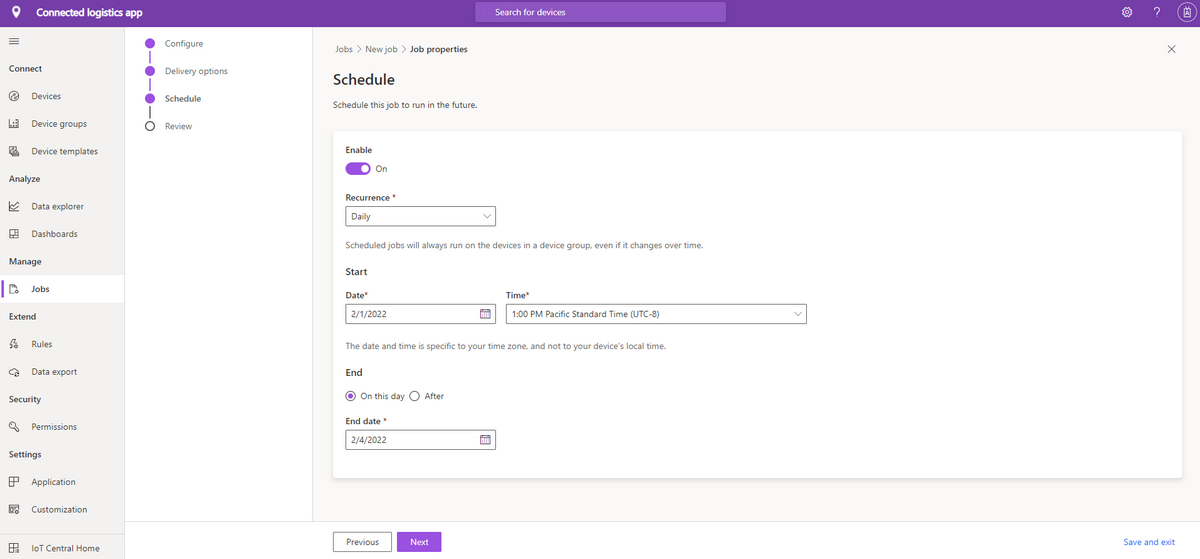 Connected logistics app
Search for devices
?
Connect
Devices
Device groups
Device templates
Analyze
Data explorer
Dashboards
Manage
Jobs
Extend
Rules
Data export
Security
Permissions
Settings
Application
Customization
IoT Central Home
Configure
Delivery options
Schedule
Review
Jobs > New job > Job properties
Schedule
Schedule this job to run in the future.
Enable
On
Recurrence *
Daily
Scheduled jobs will always run on the devices in a device group, even if it changes over time.
Start
Date* Time*
2/1/2022 1:00 PM Pacific Standard Time (UTC-8)
The date and time is specific to your time zone, and not to your device's local time.
End
On this day After
End date *
2/4/2022
Previous Next Save and exit